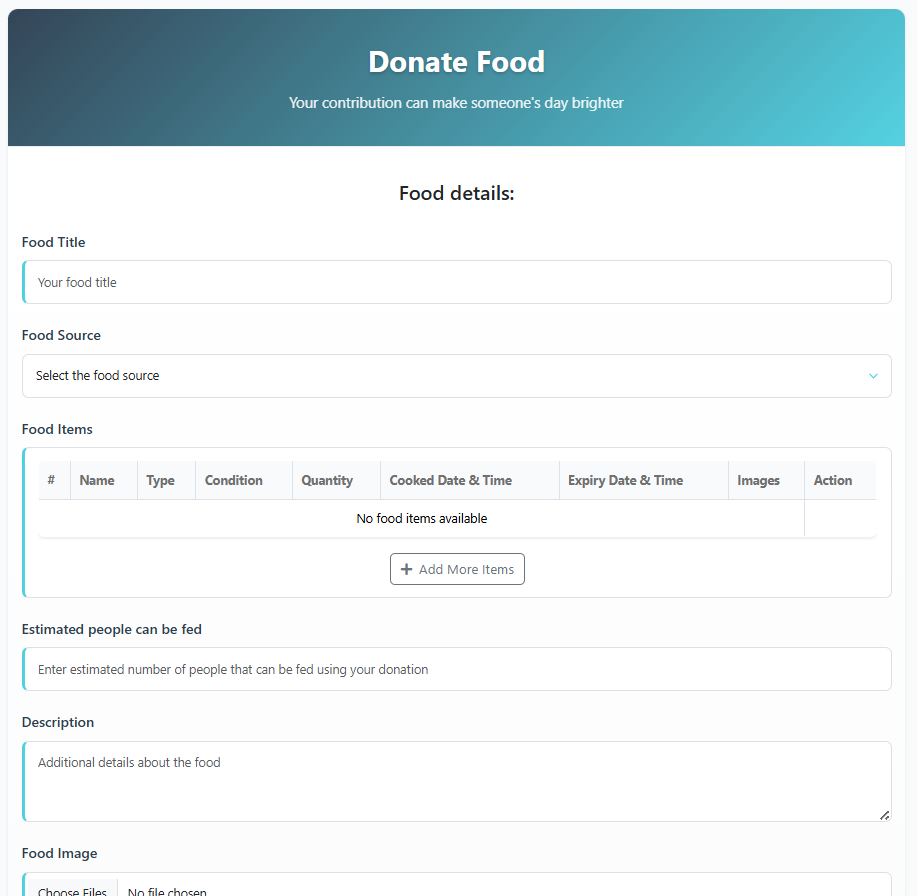 Donate Food
Your contribution can make someone's day brighter
Food details:
Food Title
Your food title
Food Source
Select the food source
Food Items
# Name Type Condition Quantity Cooked Date & Time Expiry Date & Time Images Action
No food items available
+ Add More Items
Estimated people can be fed
Enter estimated number of people that can be fed using your donation
Description
Additional details about the food
Food Image
Choose Files No file chosen